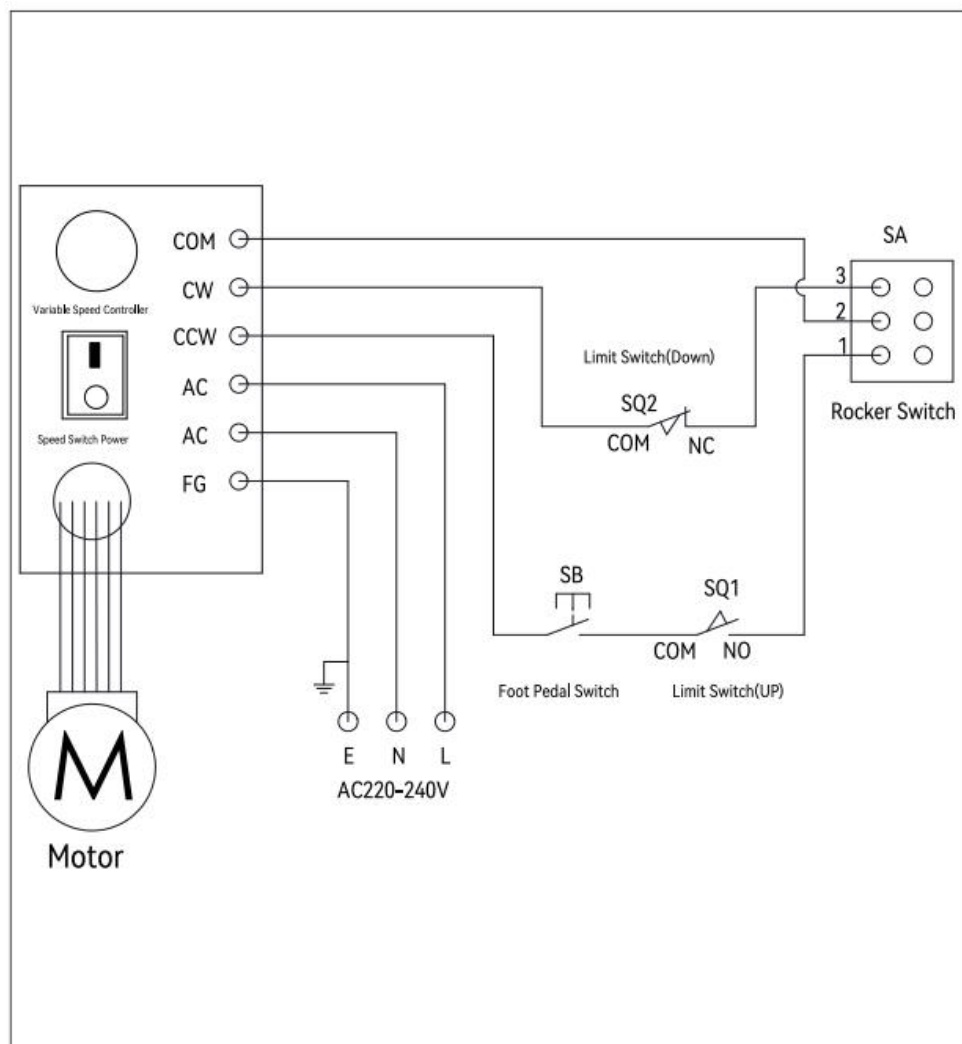 COM
CW
CCW
AC
AC
FG
Variable Speed Controller
Speed Switch Power
SA
3
2
1
Rocker Switch
Limit Switch(Down)
SQ2
COM NC
SB
SQ1
COM NO
Foot Pedal Switch
Limit Switch(UP)
E N L
AC220-240V
M
Motor